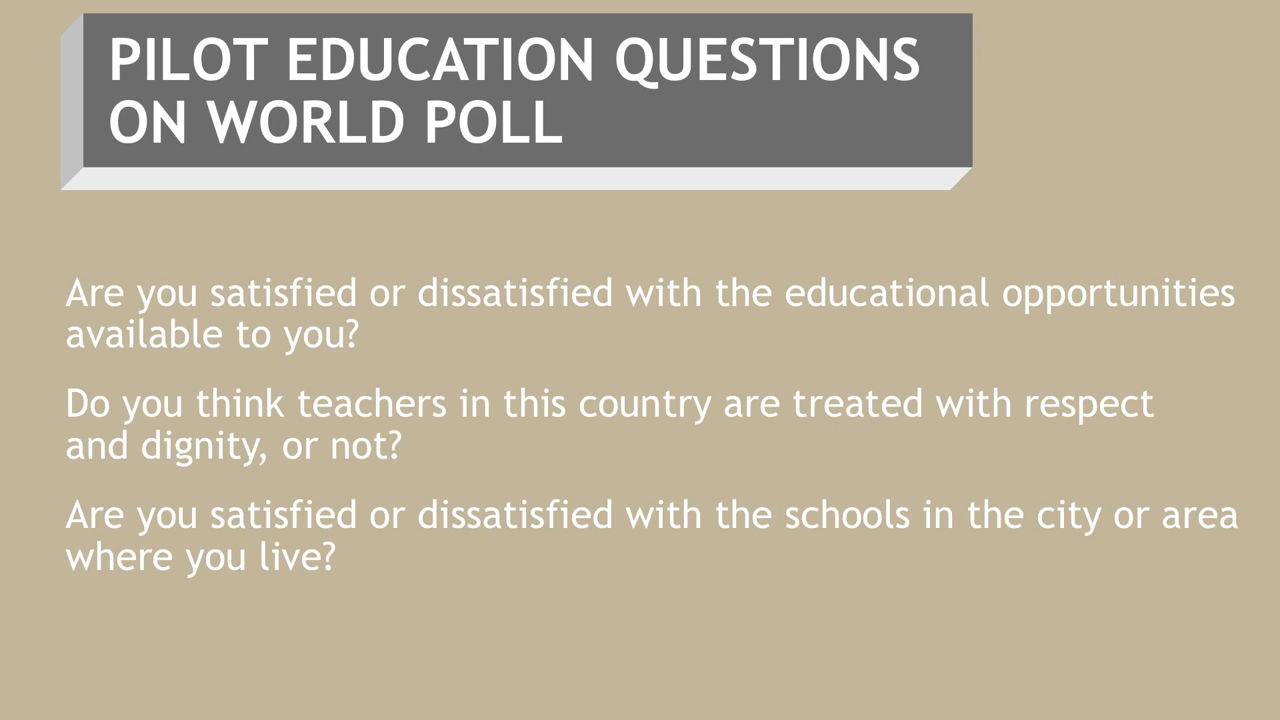 PILOT EDUCATION QUESTIONS
ON WORLD POLL
Are you satisfied or dissatisfied with the educational opportunities
available to you?
Do you think teachers in this country are treated with respect
and dignity, or not?
Are you satisfied or dissatisfied with the schools in the city or area
where you live?